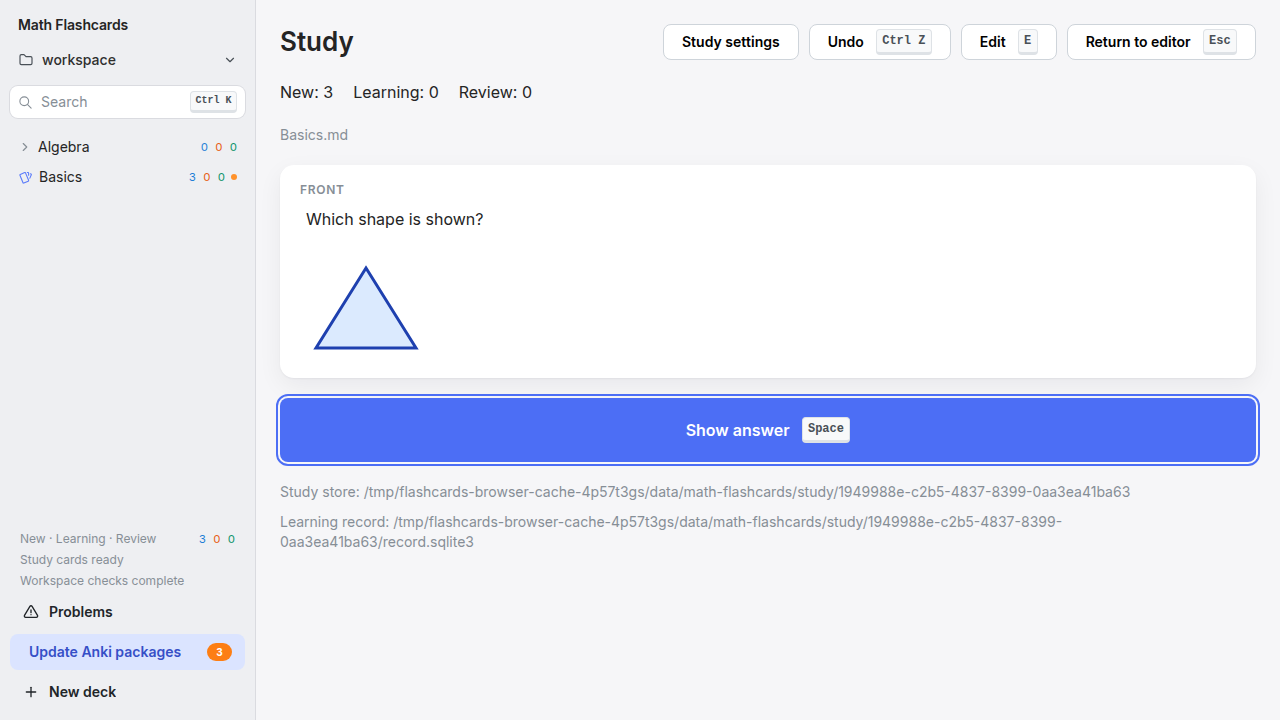 Math Flashcards
workspace
Search Ctrl K
Algebra 0 0 0
Basics 3 0 0
New · Learning · Review 3 0 0
Study cards ready
Workspace checks complete
Problems
Update Anki packages 3
New deck
Study
Study settings
Undo Ctrl Z
Edit E
Return to editor Esc
New: 3 Learning: 0 Review: 0
Basics.md
FRONT
Which shape is shown?
Show answer Space
Study store: /tmp/flashcards-browser-cache-4p57t3gs/data/math-flashcards/study/1949988e-c2b5-4837-8399-0aa3ea41ba63
Learning record: /tmp/flashcards-browser-cache-4p57t3gs/data/math-flashcards/study/1949988e-c2b5-4837-8399-
0aa3ea41ba63/record.sqlite3